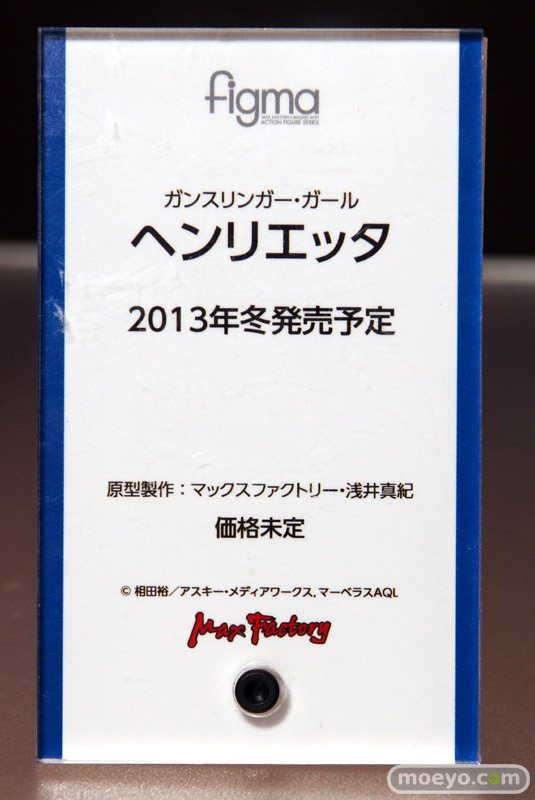 figma
MAX FACTORY × MASAKI APSY
ACTION FIGURE SERIES
ガンスリンガー・ガール
ヘンリエッタ
2013年冬発売予定
原型製作：マックスファクトリー・浅井真紀
価格未定
© 相田裕／アスキー・メディアワークス, マーベラスAQL
Max Factory
moeyo.com